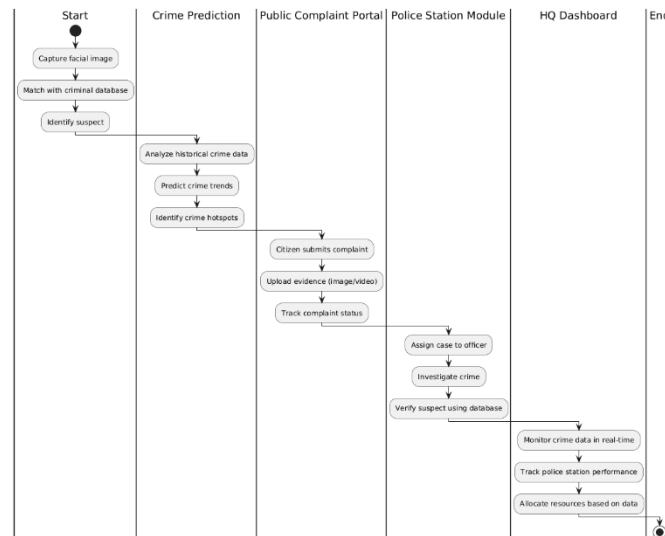 Start
Crime Prediction
Public Complaint Portal
Police Station Module
HQ Dashboard
En
Capture facial image
Match with criminal database
Identify suspect
Analyze historical crime data
Predict crime trends
Identify crime hotspots
Citizen submits complaint
Upload evidence (image/video)
Track complaint status
Assign case to officer
Investigate crime
Verify suspect using database
Monitor crime data in real-time
Track police station performance
Allocate resources based on data